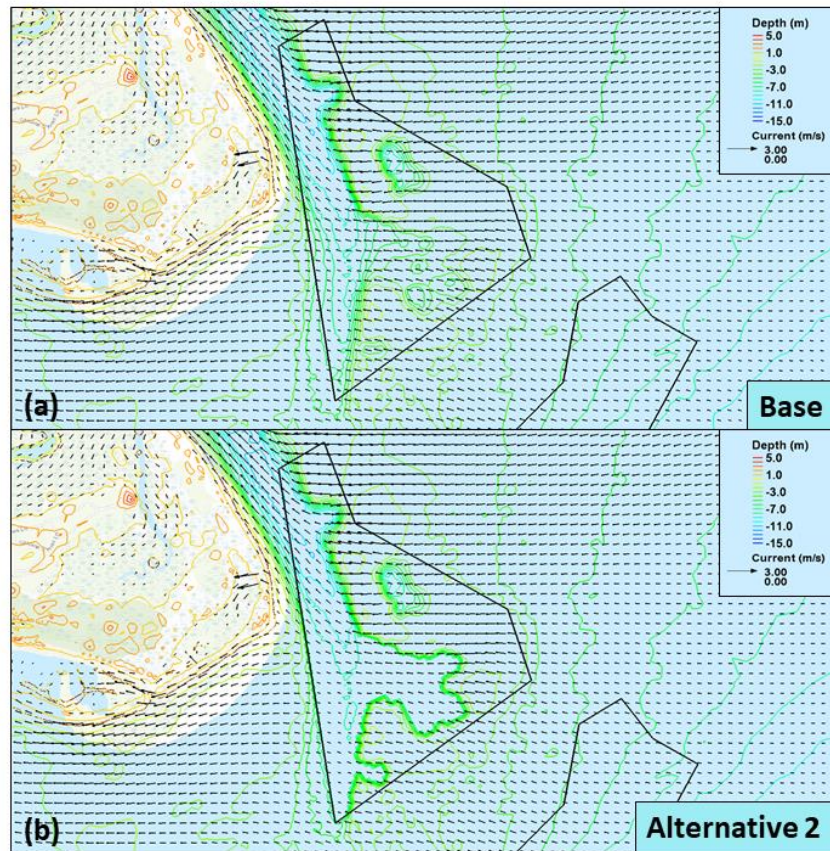 Depth (m)
5.0
1.0
-3.0
-7.0
-11.0
-15.0
Current (m/s)
3.00
0.00
(a)
Base
Depth (m)
5.0
1.0
-3.0
-7.0
-11.0
-15.0
Current (m/s)
3.00
0.00
(b)
Alternative 2